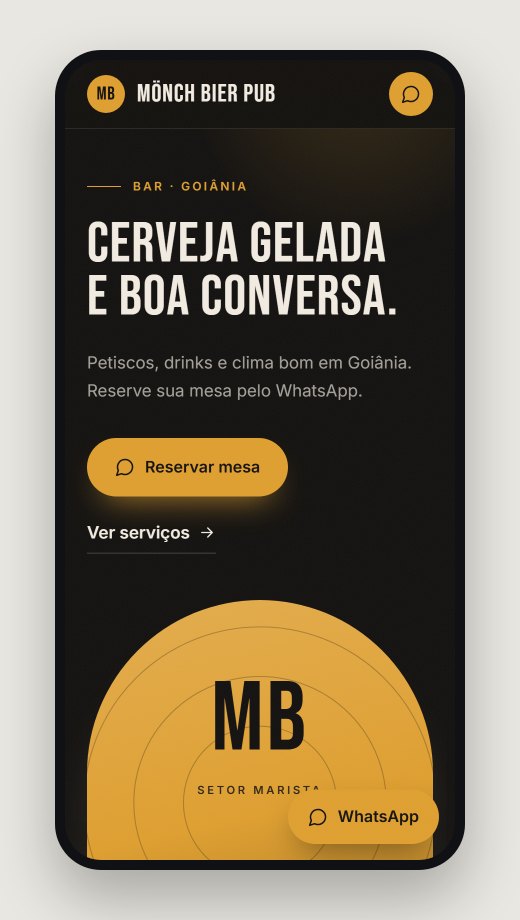 MB MÖNCH BIER PUB
BAR · GOIÂNIA
CERVEJA GELADA
E BOA CONVERSA.
Petiscos, drinks e clima bom em Goiânia.
Reserve sua mesa pelo WhatsApp.
Reservar mesa
Ver serviços →
MB
SETOR MARISTA
WhatsApp